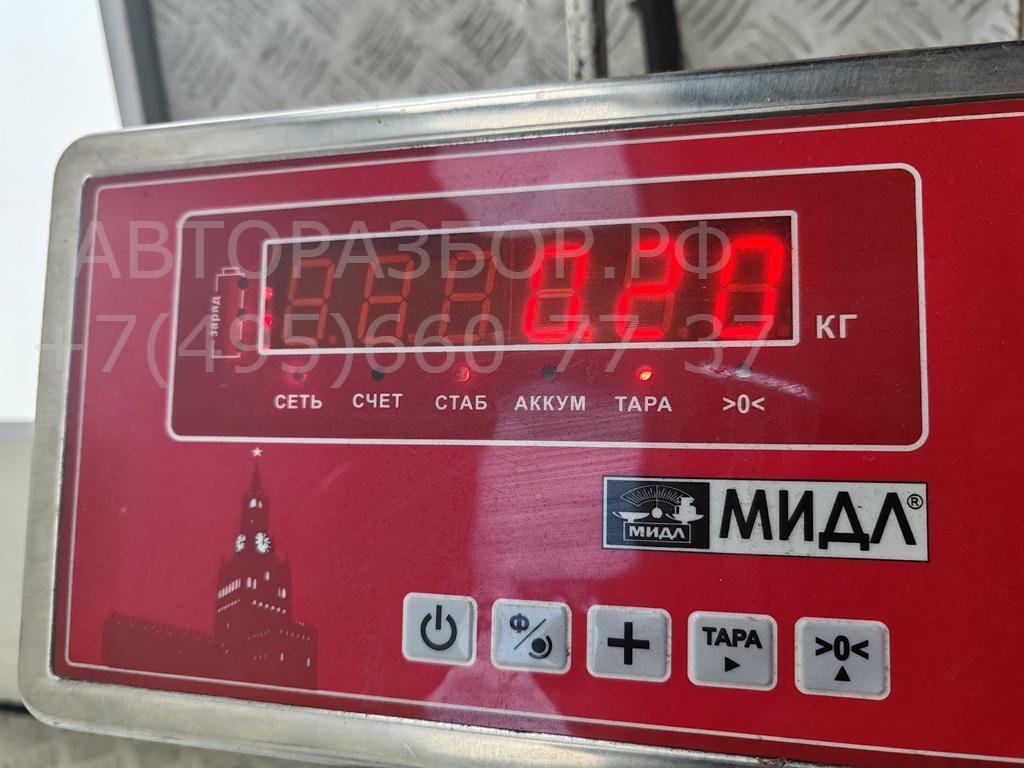 АВТОРАЗБОР.РФ
+7(495)660 77 37
0.20
заряд
КГ
СЕТЬ СЧЕТ СТАБ АККУМ ТАРА >0<
МИДЛ МИДЛ®
Ф ТАРА >0<